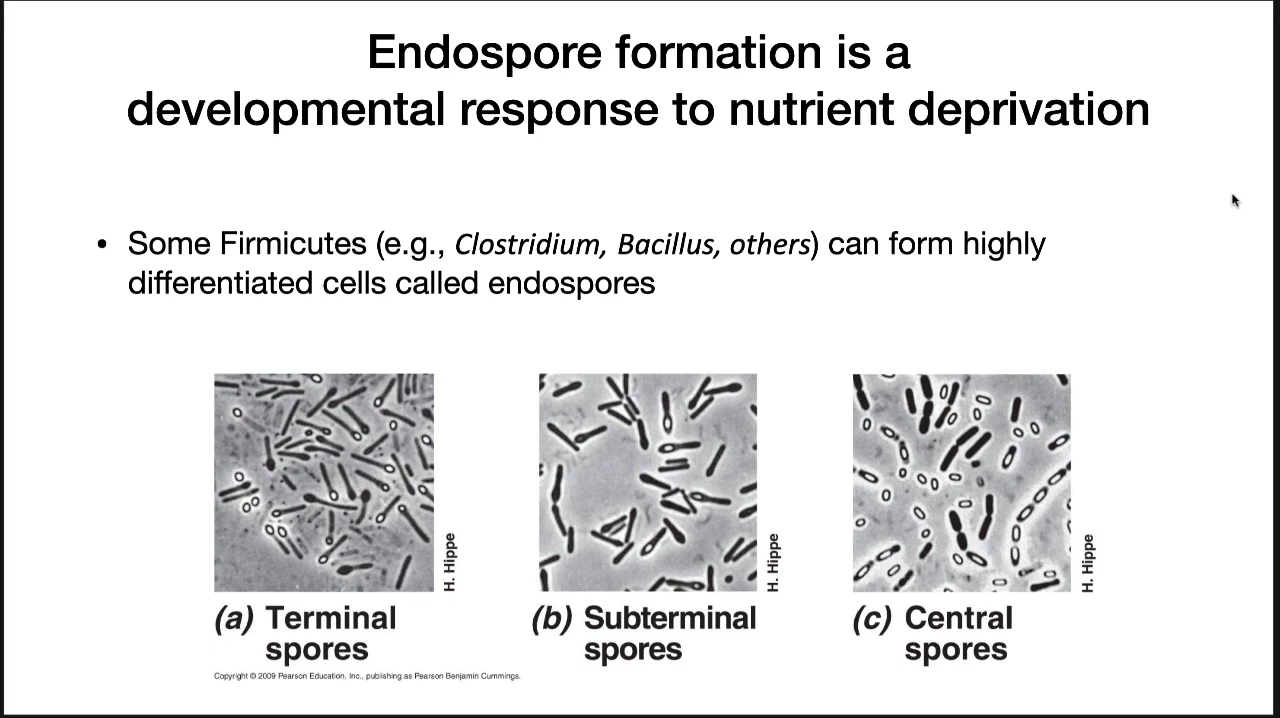 Endospore formation is a
developmental response to nutrient deprivation
• Some Firmicutes (e.g., Clostridium, Bacillus, others) can form highly
differentiated cells called endospores
H. Hippe
H. Hippe
H. Hippe
(a) Terminal
spores
(b) Subterminal
spores
(c) Central
spores
Copyright © 2009 Pearson Education, Inc., publishing as Pearson Benjamin Cummings.